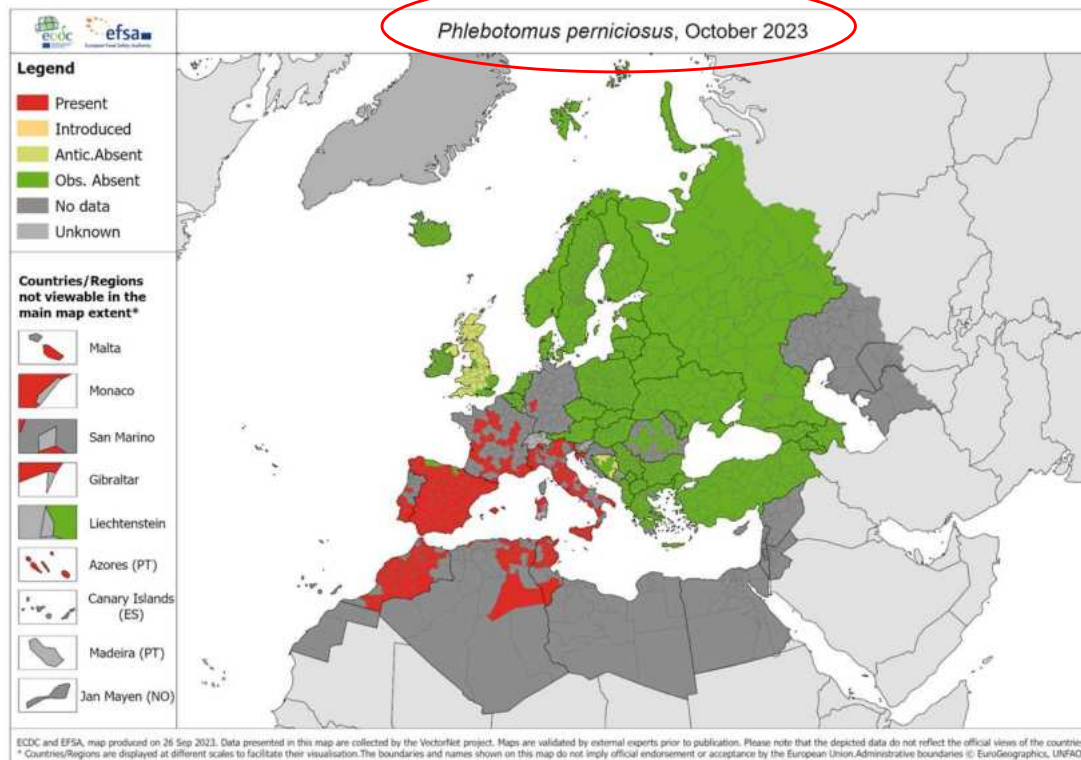 ecdc
efsa
European Food Safety Authority
Phlebotomus perniciosus, October 2023
Legend
Present
Introduced
Antic.Absent
Obs. Absent
No data
Unknown
Countries/Regions
not viewable in the
main map extent*
Malta
Monaco
San Marino
Gibraltar
Liechtenstein
Azores (PT)
Canary Islands
(ES)
Madeira (PT)
Jan Mayen (NO)
ECDC and EFSA, map produced on 26 Sep 2023. Data presented in this map are collected by the VectorNet project. Maps are validated by external experts prior to publication. Please note that the depicted data do not reflect the official views of the countries
* Countries/Regions are displayed at different scales to facilitate their visualisation.The boundaries and names shown on this map do not imply official endorsement or acceptance by the European Union.Administrative boundaries © EuroGeographics, UNFAO